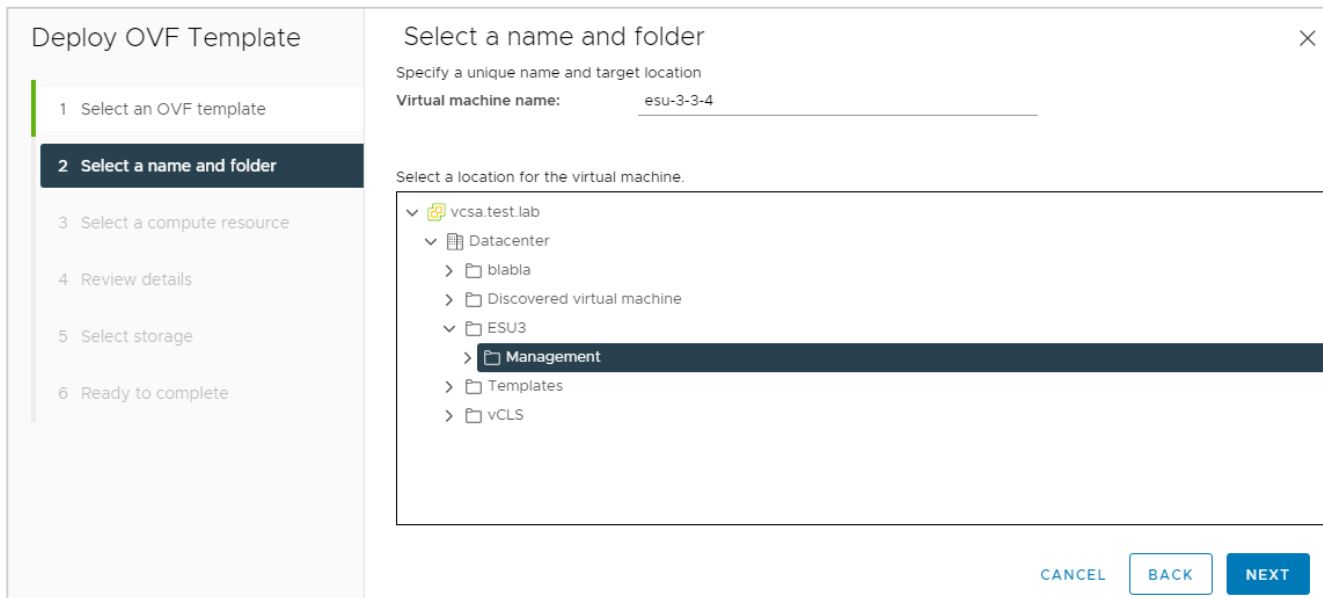 Deploy OVF Template
1 Select an OVF template
2 Select a name and folder
3 Select a compute resource
4 Review details
5 Select storage
6 Ready to complete
Select a name and folder
Specify a unique name and target location
Virtual machine name: esu-3-3-4
Select a location for the virtual machine.
vcsa.test.lab
Datacenter
blabla
Discovered virtual machine
ESU3
Management
Templates
vCLS
CANCEL BACK NEXT